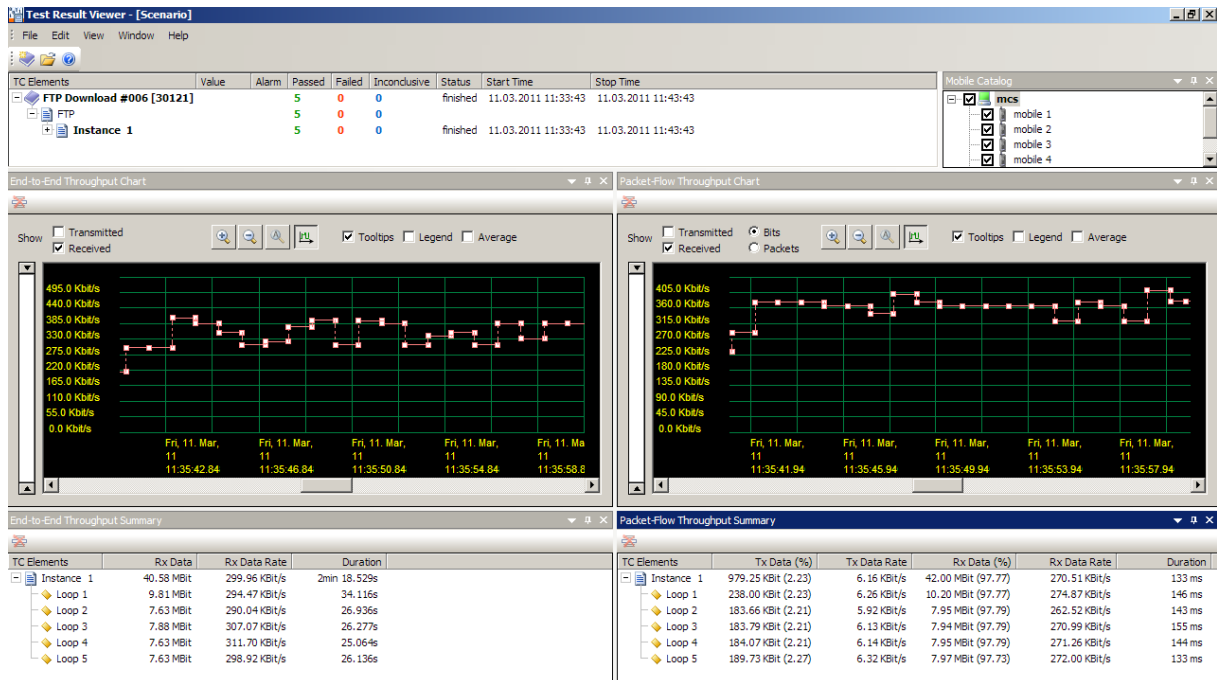 Test Result Viewer - [Scenario]
File Edit View Window Help
TC Elements Value Alarm Passed Failed Inconclusive Status Start Time Stop Time
FTP Download #006 [30121] 5 0 0 finished 11.03.2011 11:33:43 11.03.2011 11:43:43
FTP 5 0 0
Instance 1 5 0 0 finished 11.03.2011 11:33:43 11.03.2011 11:43:43
Mobile Catalog
mcs
mobile 1
mobile 2
mobile 3
mobile 4
End-to-End Throughput Chart
Show Transmitted
Received
Tooltips Legend Average
495.0 Kbit/s
440.0 Kbit/s
385.0 Kbit/s
330.0 Kbit/s
275.0 Kbit/s
220.0 Kbit/s
165.0 Kbit/s
110.0 Kbit/s
55.0 Kbit/s
0.0 Kbit/s
Fri, 11. Mar, Fri, 11. Mar, Fri, 11. Mar, Fri, 11. Mar, Fri, 11. Ma
11 11 11 11 11
11:35:42.84 11:35:46.84 11:35:50.84 11:35:54.84 11:35:58.8
Packet-Flow Throughput Chart
Show Transmitted Bits
Received Packets
Tooltips Legend Average
405.0 Kbit/s
360.0 Kbit/s
315.0 Kbit/s
270.0 Kbit/s
225.0 Kbit/s
180.0 Kbit/s
135.0 Kbit/s
90.0 Kbit/s
45.0 Kbit/s
0.0 Kbit/s
Fri, 11. Mar, Fri, 11. Mar, Fri, 11. Mar, Fri, 11. Mar, Fri, 11. Mar,
11 11 11 11 11
11:35:41.94 11:35:45.94 11:35:49.94 11:35:53.94 11:35:57.94
End-to-End Throughput Summary
TC Elements Rx Data Rx Data Rate Duration
Instance 1 40.58 MBit 299.96 KBit/s 2min 18.529s
Loop 1 9.81 MBit 294.47 KBit/s 34.116s
Loop 2 7.63 MBit 290.04 KBit/s 26.936s
Loop 3 7.88 MBit 307.07 KBit/s 26.277s
Loop 4 7.63 MBit 311.70 KBit/s 25.064s
Loop 5 7.63 MBit 298.92 KBit/s 26.136s
Packet-Flow Throughput Summary
TC Elements Tx Data (%) Tx Data Rate Rx Data (%) Rx Data Rate Duration
Instance 1 979.25 KBit (2.23) 6.16 KBit/s 42.00 MBit (97.77) 270.51 KBit/s 133 ms
Loop 1 238.00 KBit (2.23) 6.26 KBit/s 10.20 MBit (97.77) 274.87 KBit/s 146 ms
Loop 2 183.66 KBit (2.21) 5.92 KBit/s 7.95 MBit (97.79) 262.52 KBit/s 143 ms
Loop 3 183.79 KBit (2.21) 6.13 KBit/s 7.94 MBit (97.79) 270.99 KBit/s 155 ms
Loop 4 184.07 KBit (2.21) 6.14 KBit/s 7.95 MBit (97.79) 271.26 KBit/s 144 ms
Loop 5 189.73 KBit (2.27) 6.32 KBit/s 7.97 MBit (97.73) 272.00 KBit/s 133 ms